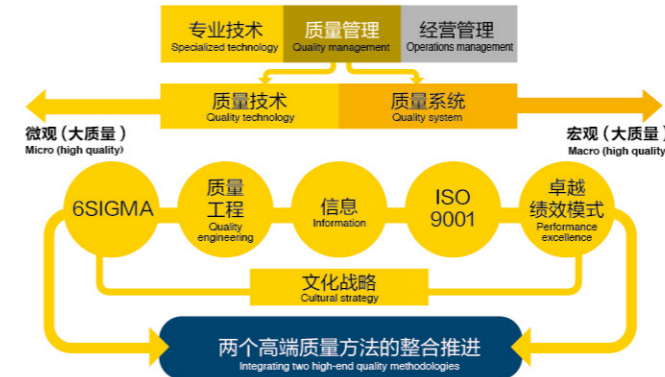 专业技术
Specialized technology
质量管理
Quality management
经营管理
Operations management
质量技术
Quality technology
质量系统
Quality system
微观（大质量）
Micro (high quality)
宏观（大质量）
Macro (high quality
6SIGMA
质量
工程
Quality
engineering
信息
Information
ISO
9001
卓越
绩效模式
Performance
excellence
文化战略
Cultural strategy
两个高端质量方法的整合推进
Integrating two high-end quality methodologies